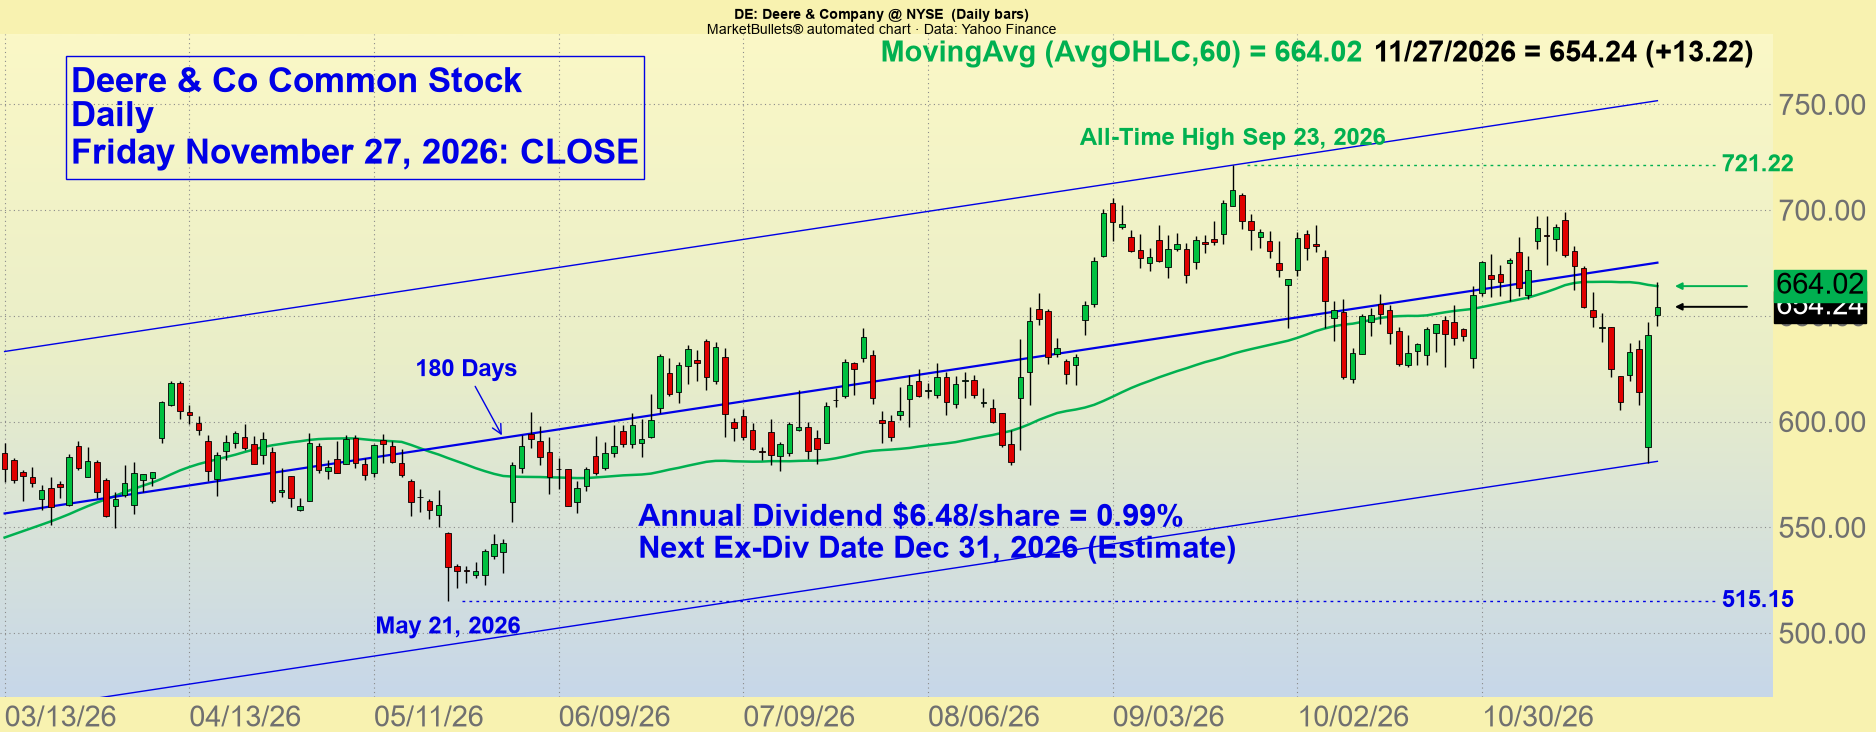 DE: Deere & Company @ NYSE (Daily bars)
MarketBullets® automated chart · Data: Yahoo Finance
MovingAvg (AvgOHLC,60) = 664.02 11/27/2026 = 654.24 (+13.22)
Deere & Co Common Stock
Daily
Friday November 27, 2026: CLOSE
750.00
All-Time High Sep 23, 2026
721.22
700.00
664.02
654.24
180 Days
600.00
Annual Dividend $6.48/share = 0.99%
550.00
Next Ex-Div Date Dec 31, 2026 (Estimate)
515.15
May 21, 2026
500.00
03/13/26 04/13/26 05/11/26 06/09/26 07/09/26 08/06/26 09/03/26 10/02/26 10/30/26